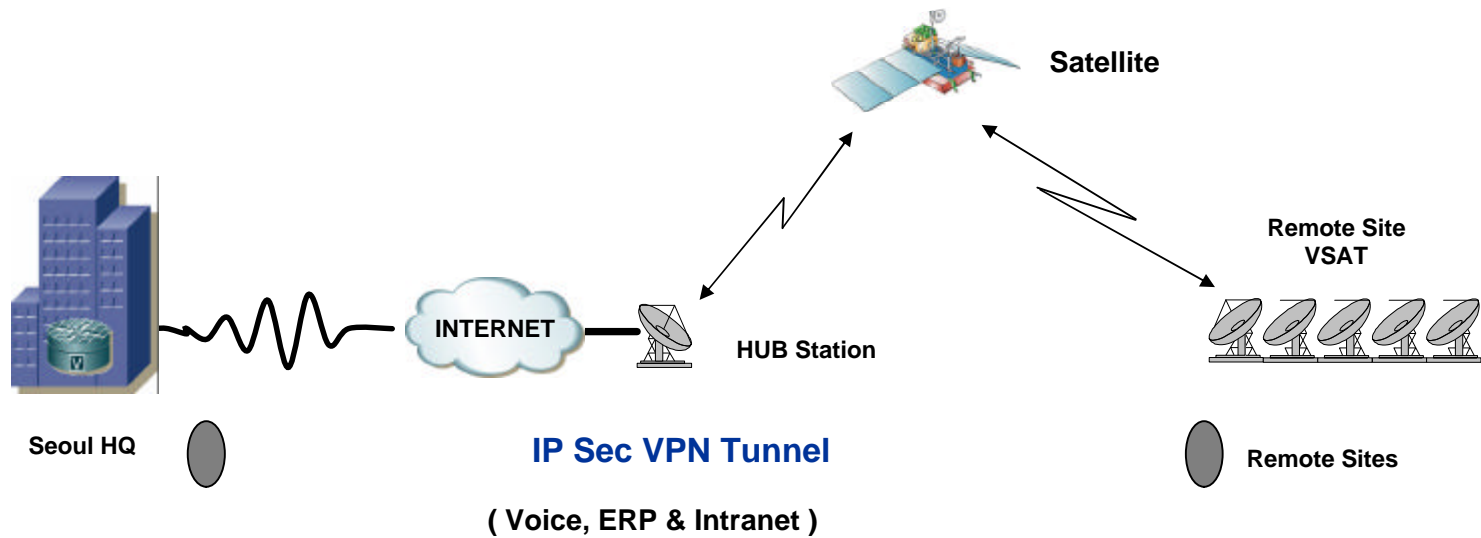 Satellite
Remote Site
VSAT
INTERNET
HUB Station
V
Seoul HQ
IP Sec VPN Tunnel
Remote Sites
( Voice, ERP & Intranet )